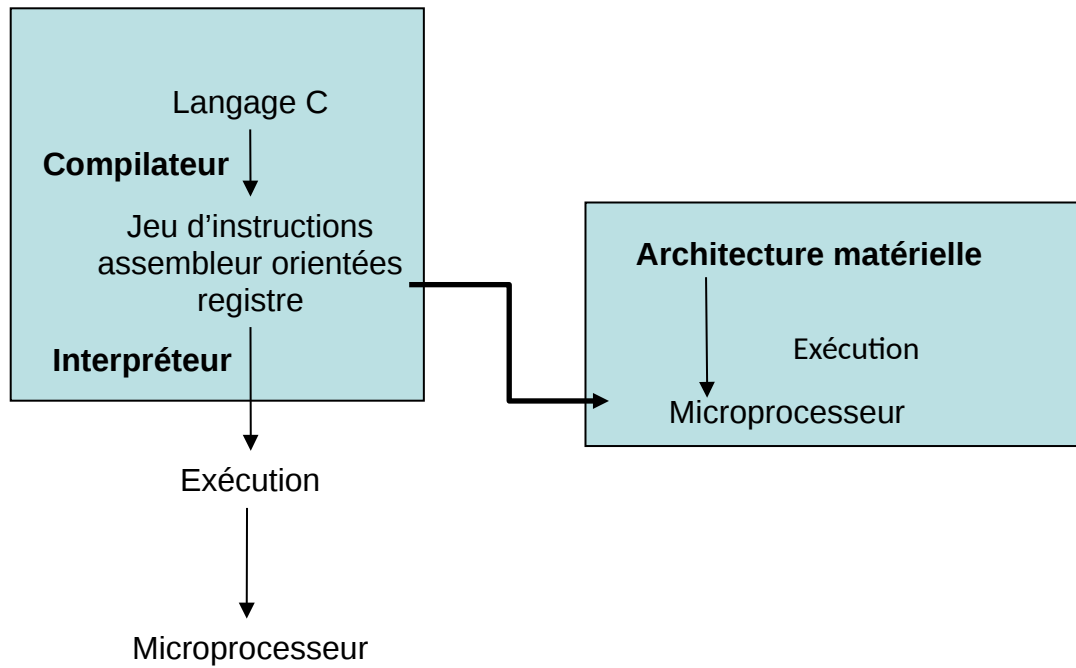 Langage C
Compilateur
Jeu d’instructions
assembleur orientées
registre
Interpréteur
Exécution
Microprocesseur
Architecture matérielle
Exécution
Microprocesseur